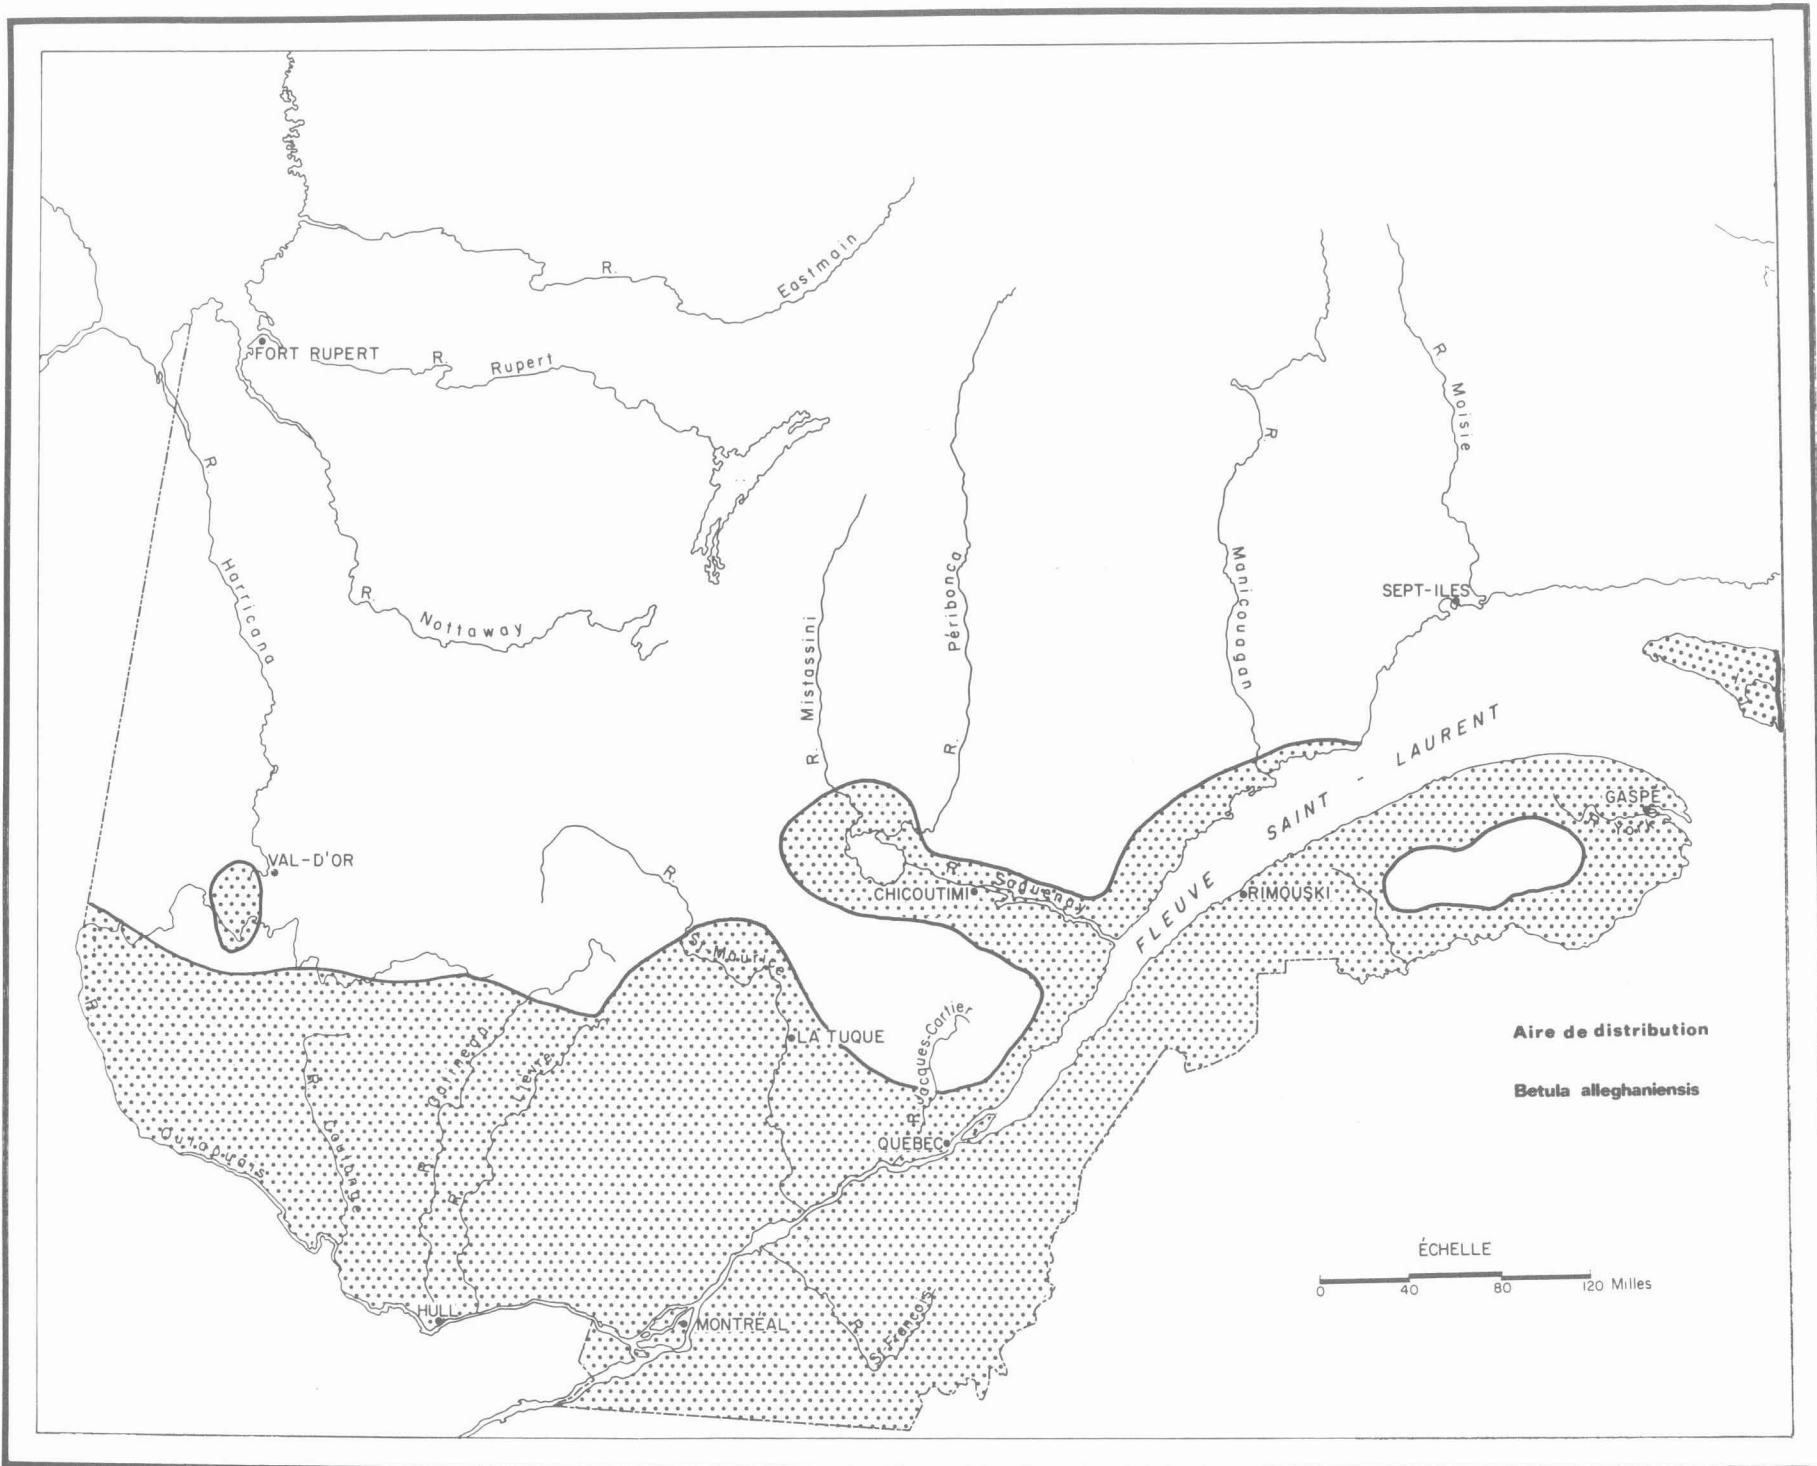 R. Eastmain
FORT RUPERT
R. Rupert
R. Moisie
R. Manicouagan
R. Harricana
R. Nottaway
R. Mistassini
R. Péribonca
SEPT-ILES
FLEUVE SAINT - LAURENT
GASPÉ
R. York
VAL-D'OR
R. Saguenay
CHICOUTIMI
RIMOUSKI
R. St-Maurice
LA TUQUE
R. Jacques-Cartier
QUÉBEC
R. Outaouais
R. Coulonge
R. Gatineau
R. Lièvre
HULL
MONTRÉAL
R. St-François
Aire de distribution
Betula alleghaniensis
ÉCHELLE
0 40 80 120 Milles